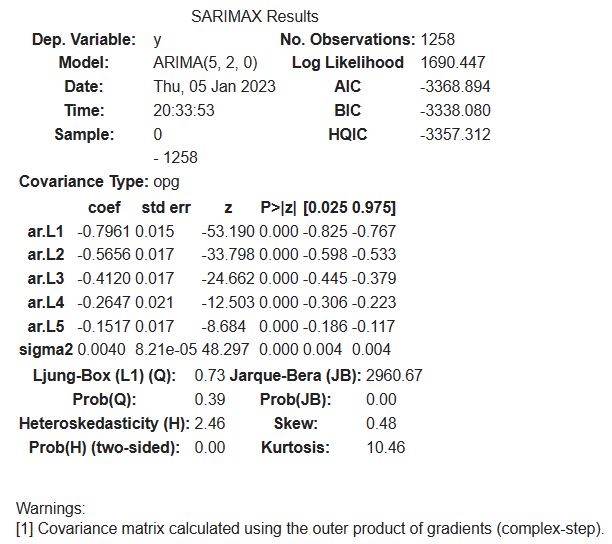 SARIMAX Results
Dep. Variable: y No. Observations: 1258
Model: ARIMA(5, 2, 0) Log Likelihood 1690.447
Date: Thu, 05 Jan 2023 AIC -3368.894
Time: 20:33:53 BIC -3338.080
Sample: 0 HQIC -3357.312
- 1258
Covariance Type: opg
coef std err z P>|z| [0.025 0.975]
ar.L1 -0.7961 0.015 -53.190 0.000 -0.825 -0.767
ar.L2 -0.5656 0.017 -33.798 0.000 -0.598 -0.533
ar.L3 -0.4120 0.017 -24.662 0.000 -0.445 -0.379
ar.L4 -0.2647 0.021 -12.503 0.000 -0.306 -0.223
ar.L5 -0.1517 0.017 -8.684 0.000 -0.186 -0.117
sigma2 0.0040 8.21e-05 48.297 0.000 0.004 0.004
Ljung-Box (L1) (Q): 0.73 Jarque-Bera (JB): 2960.67
Prob(Q): 0.39 Prob(JB): 0.00
Heteroskedasticity (H): 2.46 Skew: 0.48
Prob(H) (two-sided): 0.00 Kurtosis: 10.46
Warnings:
[1] Covariance matrix calculated using the outer product of gradients (complex-step).